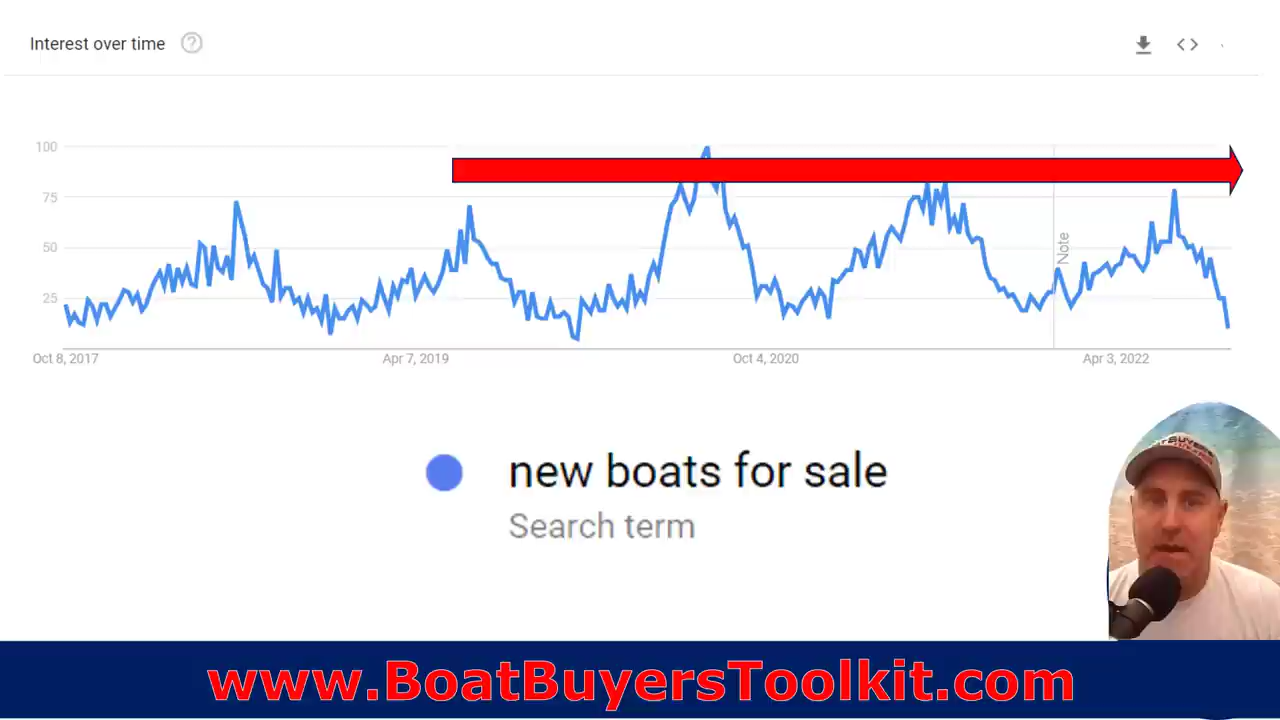 Interest over time
100
75
50
25
Note
Oct 8, 2017 Apr 7, 2019 Oct 4, 2020 Apr 3, 2022
new boats for sale
Search term
www.BoatBuyersToolkit.com